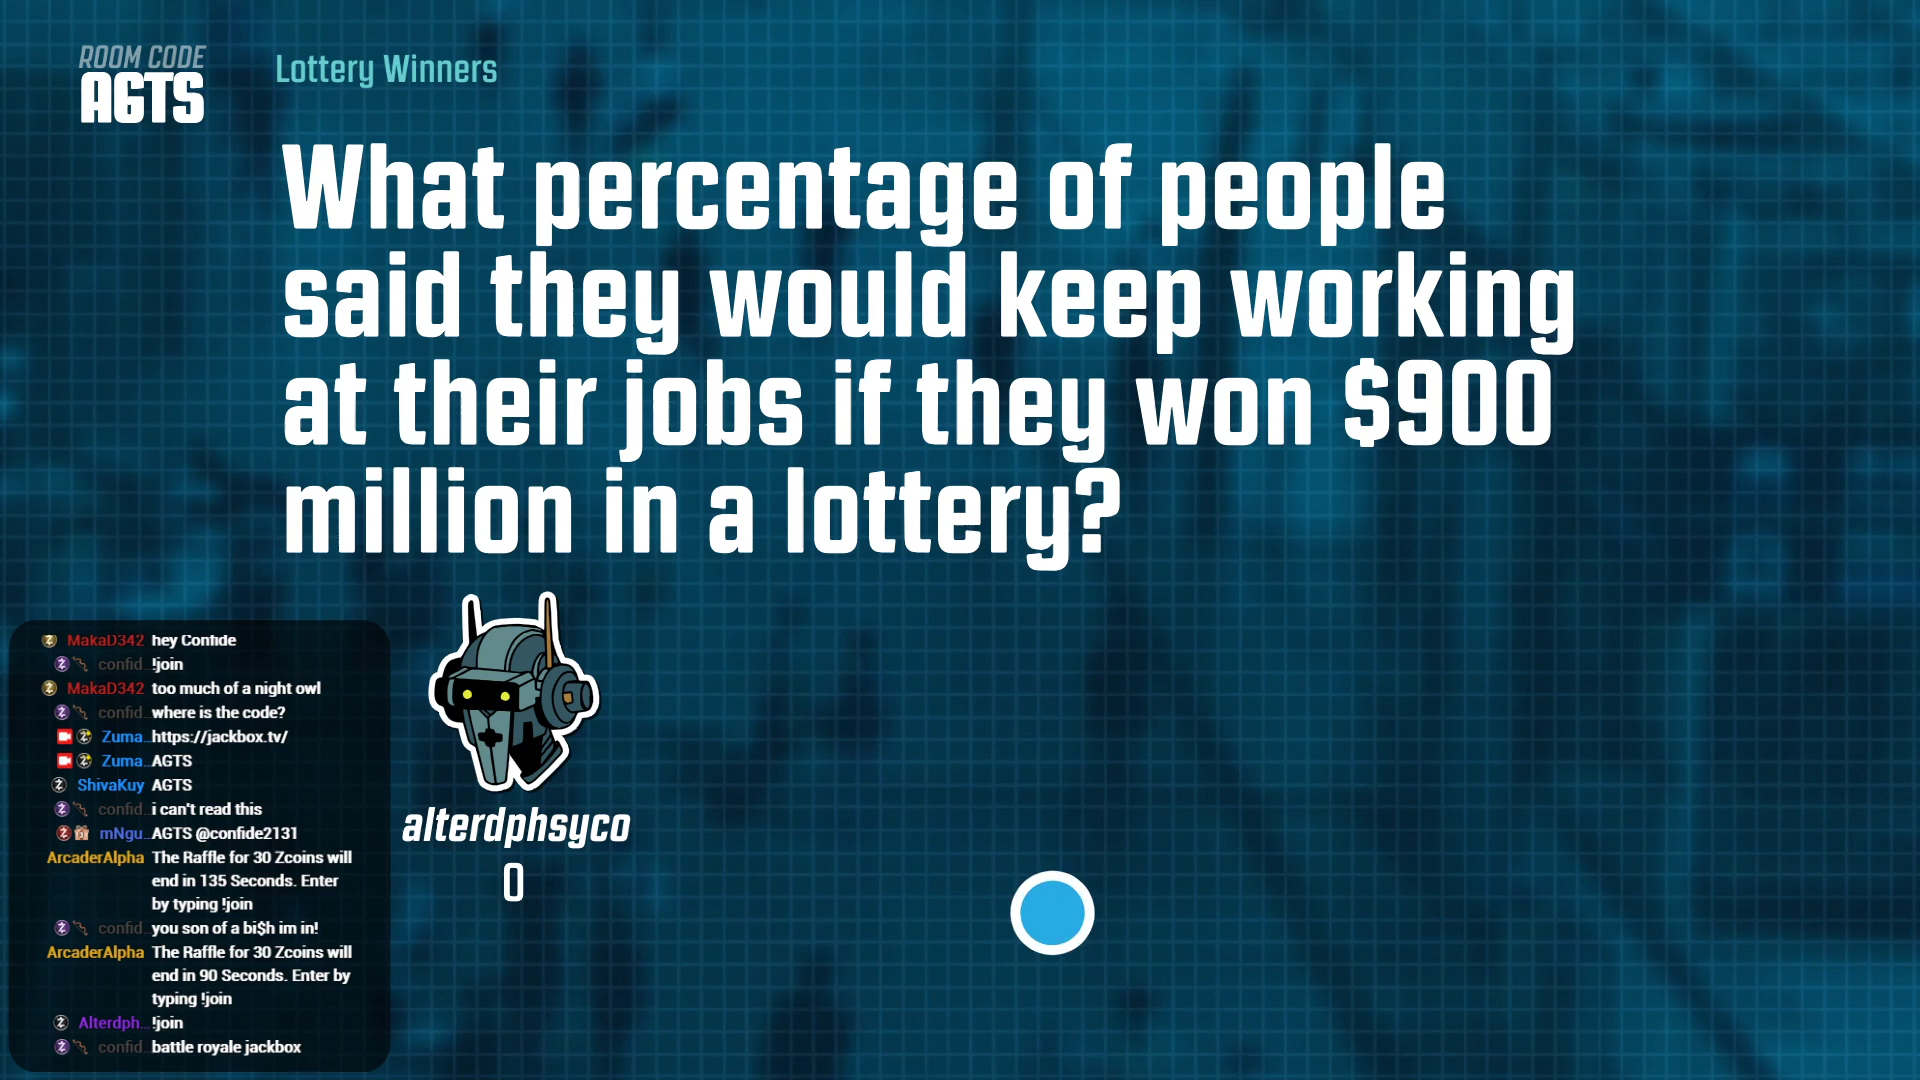 ROOM CODE
AGTS
Lottery Winners
What percentage of people
said they would keep working
at their jobs if they won $900
million in a lottery?
alterdphsyco
0
MakaD342 hey Confide
confid... !join
MakaD342 too much of a night owl
confid... where is the code?
Zuma... https://jackbox.tv/
Zuma... AGTS
ShivaKuy AGTS
confid... i can't read this
mNgu... AGTS @confide2131
ArcaderAlpha The Raffle for 30 Zcoins will
end in 135 Seconds. Enter
by typing !join
confid... you son of a bi$h im in!
ArcaderAlpha The Raffle for 30 Zcoins will
end in 90 Seconds. Enter by
typing !join
Alterdph... !join
confid... battle royale jackbox